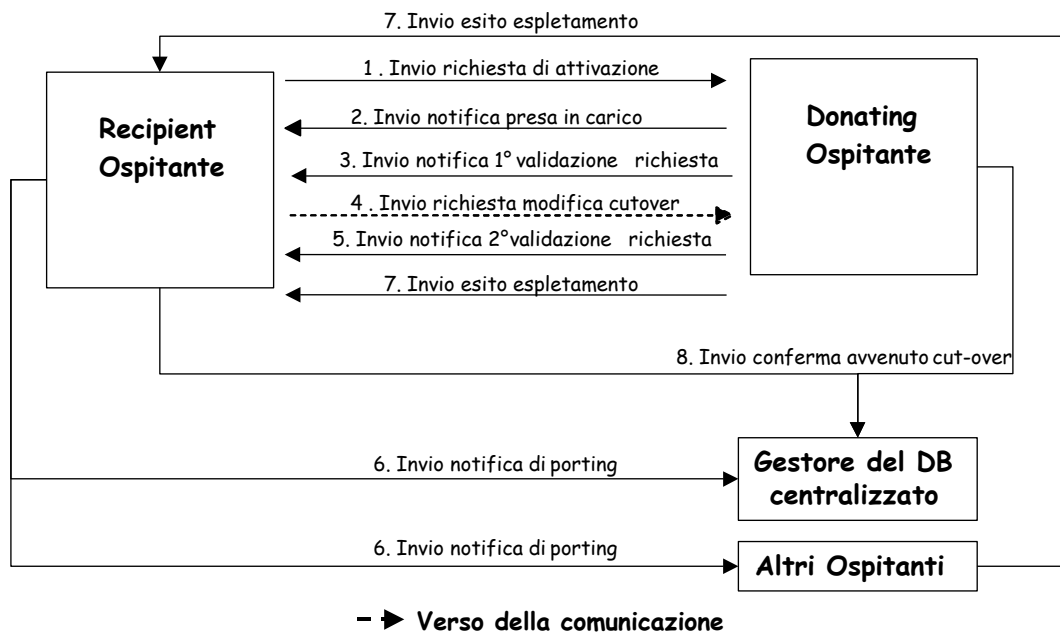 7. Invio esito espletamento
1 . Invio richiesta di attivazione
2. Invio notifica presa in carico
Recipient
Ospitante
Donating
Ospitante
3. Invio notifica 1° validazione richiesta
4 . Invio richiesta modifica cutover
5. Invio notifica 2°validazione richiesta
7. Invio esito espletamento
8. Invio conferma avvenuto cut-over
6. Invio notifica di porting
Gestore del DB
centralizzato
6. Invio notifica di porting
Altri Ospitanti
Verso della comunicazione